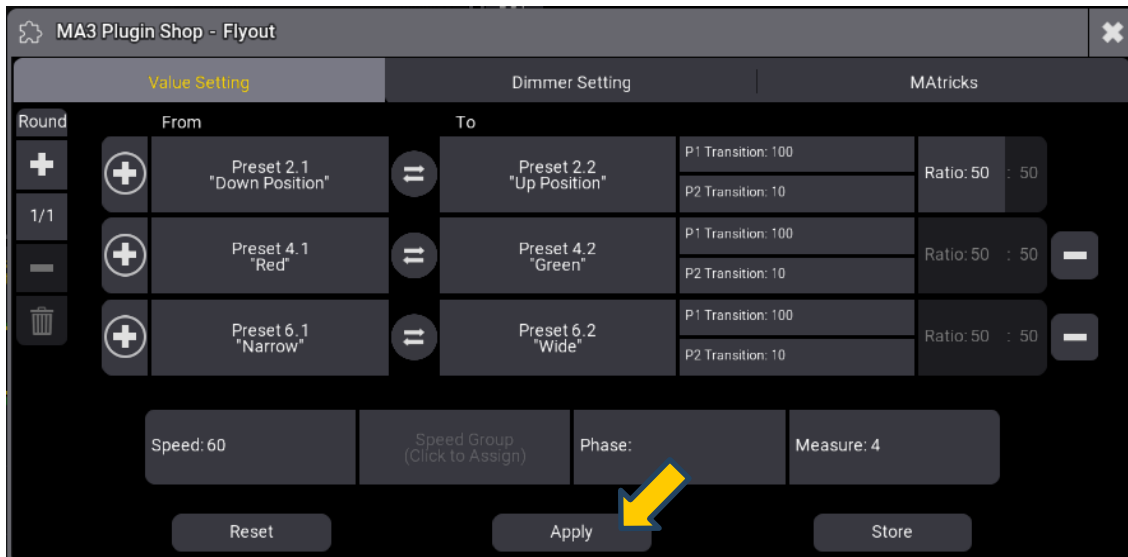 MA3 Plugin Shop - Flyout
Value Setting
Dimmer Setting
MAtricks
Round
From
To
Preset 2.1
"Down Position"
Preset 2.2
"Up Position"
P1 Transition: 100
P2 Transition: 10
Ratio: 50 : 50
1/1
Preset 4.1
"Red"
Preset 4.2
"Green"
P1 Transition: 100
P2 Transition: 10
Ratio: 50 : 50
Preset 6.1
"Narrow"
Preset 6.2
"Wide"
P1 Transition: 100
P2 Transition: 10
Ratio: 50 : 50
Speed: 60
Speed Group
(Click to Assign)
Phase:
Measure: 4
Reset
Apply
Store